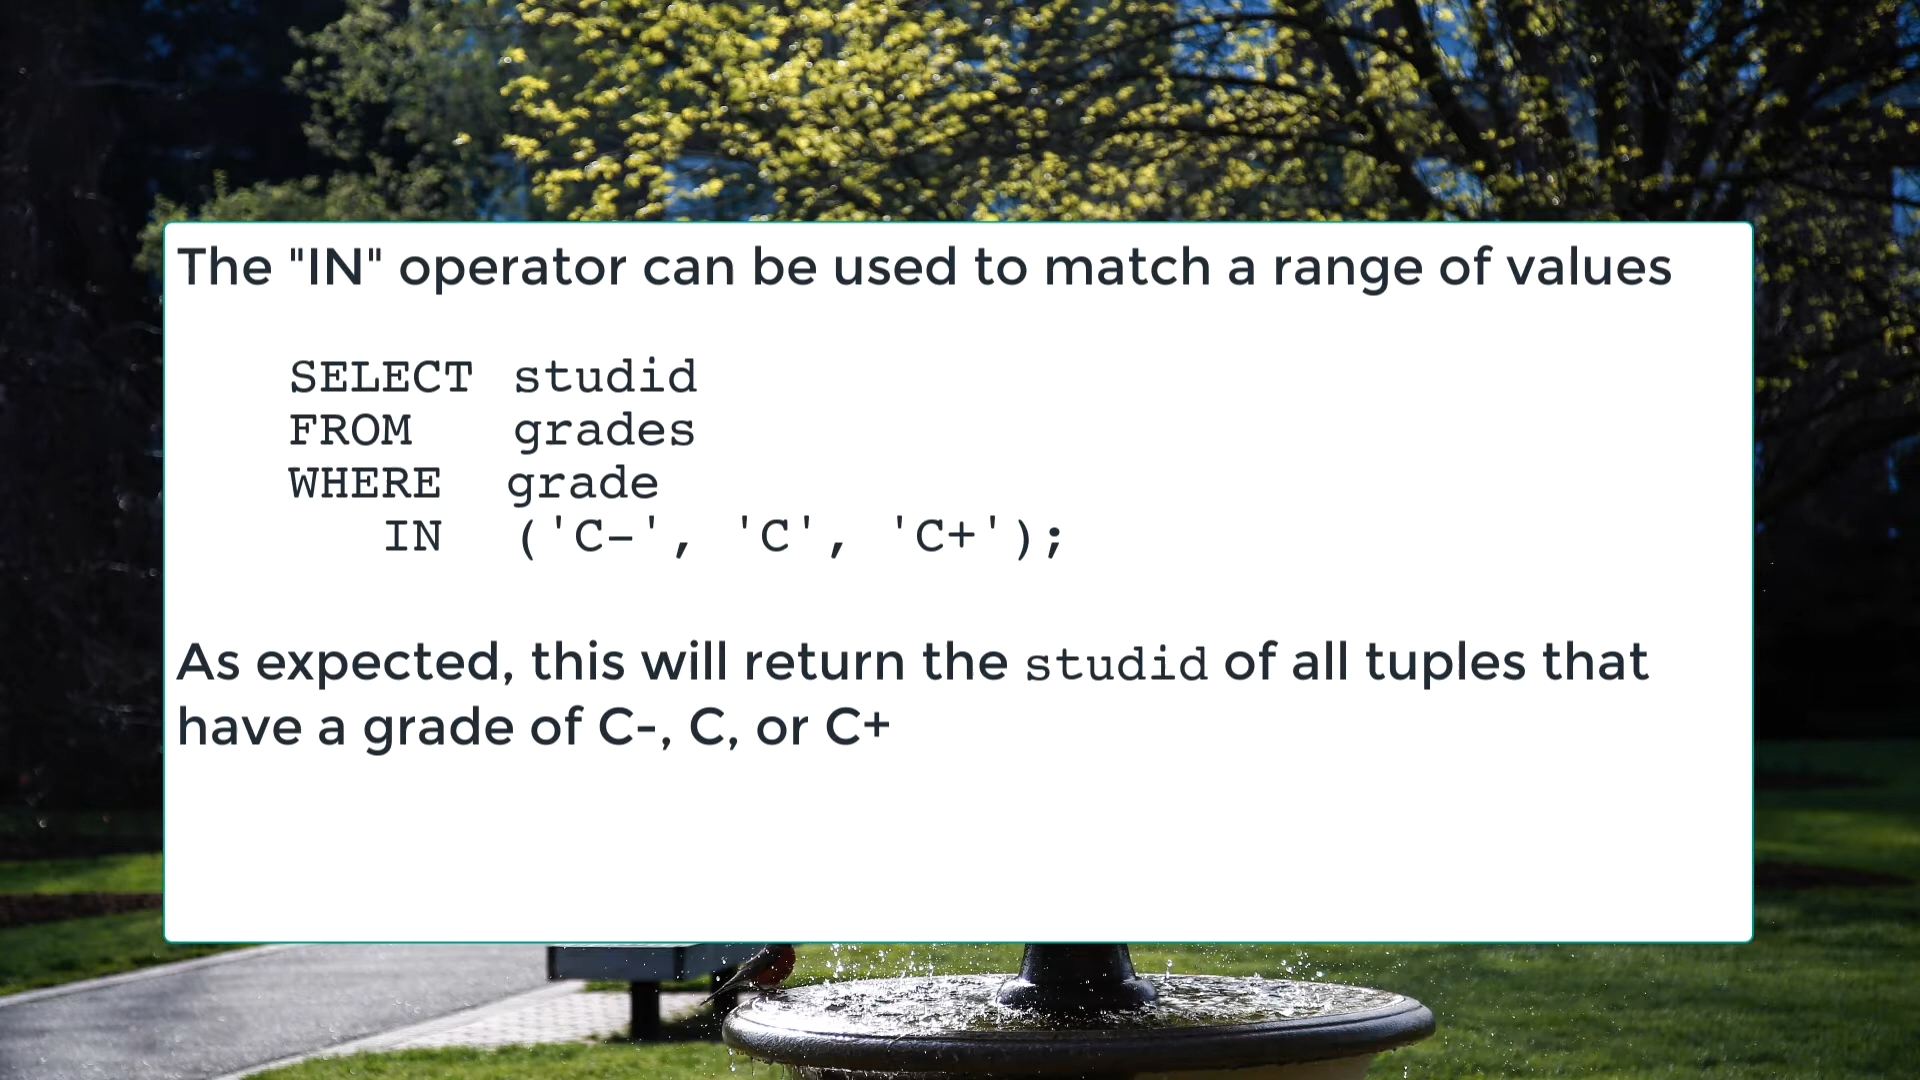 The "IN" operator can be used to match a range of values
SELECT studid
FROM grades
WHERE grade
IN ('C-', 'C', 'C+');
As expected, this will return the studid of all tuples that
have a grade of C-, C, or C+